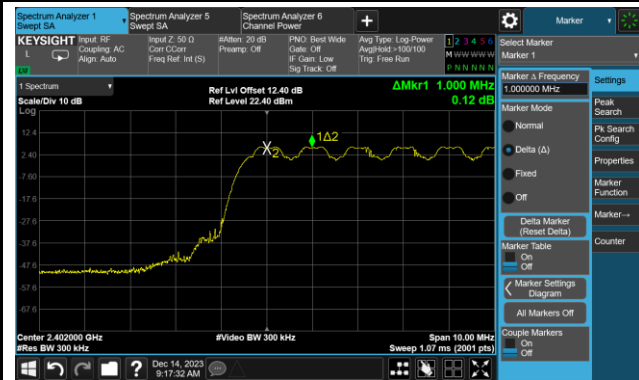 Spectrum Analyzer 1
Swept SA
Spectrum Analyzer 5
Swept SA
Spectrum Analyzer 6
Channel Power
Marker
KEYSIGHT
L
Input: RF
Coupling: AC
Align: Auto
Input Z: 50 Ω
Corr CCorr
Freq Ref: Int (S)
#Atten: 20 dB
Preamp: Off
PNO: Best Wide
Gate: Off
IF Gain: Low
Sig Track: Off
Avg Type: Log-Power
Avg|Hold:>100/100
Trig: Free Run
1 2 3 4 5 6
M W W W W W
P N N N N N
Select Marker
Marker 1
1 Spectrum
Scale/Div 10 dB
Log
Ref Lvl Offset 12.40 dB
Ref Level 22.40 dBm
ΔMkr1 1.000 MHz
0.12 dB
12.4
2.40
-7.60
-17.6
-27.6
-37.6
-47.6
-57.6
-67.6
2
1Δ2
Center 2.402000 GHz
#Res BW 300 kHz
#Video BW 300 kHz
Span 10.00 MHz
Sweep 1.07 ms (2001 pts)
Marker Δ Frequency
1.000000 MHz
Marker Mode
Normal
Delta (Δ)
Fixed
Off
Delta Marker
(Reset Delta)
Marker Table
On
Off
Marker Settings
Diagram
All Markers Off
Couple Markers
On
Off
Settings
Peak
Search
Pk Search
Config
Properties
Marker
Function
Marker→
Counter
?
Dec 14, 2023
9:17:32 AM